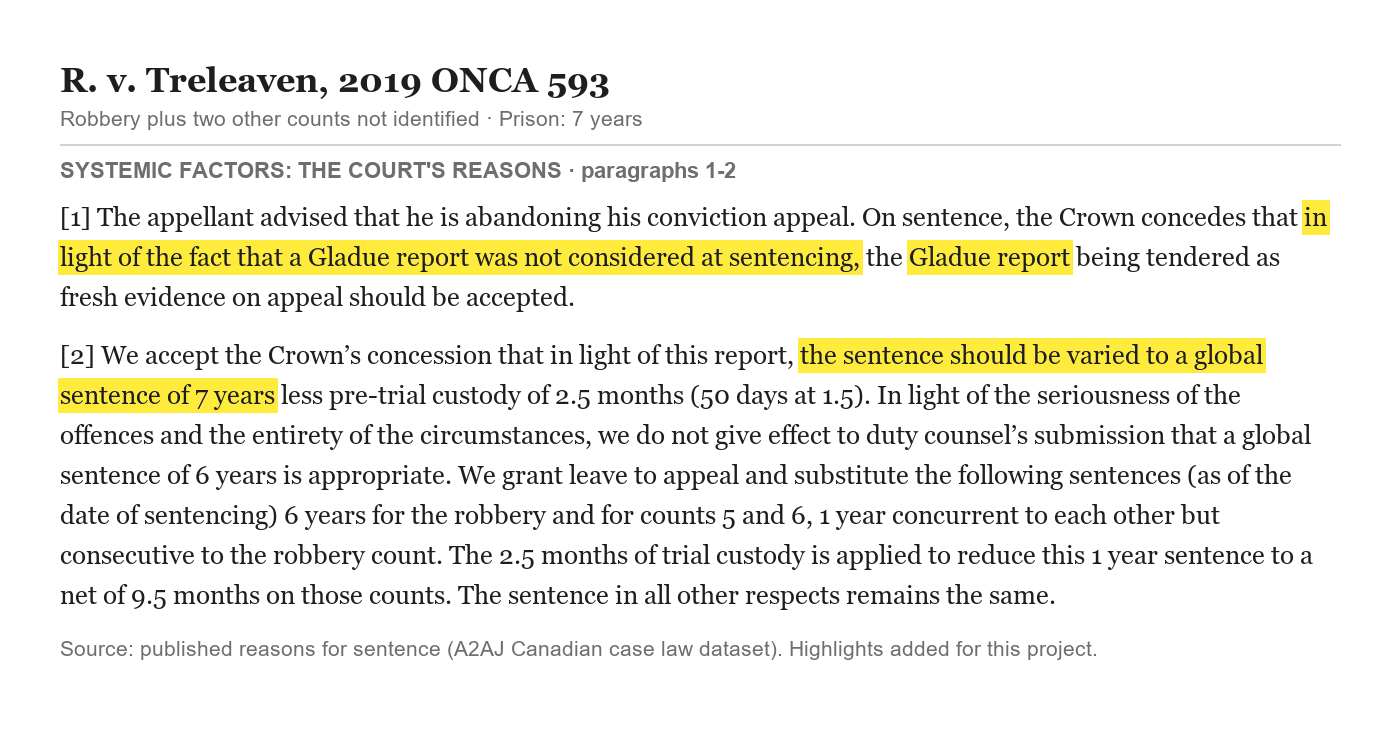 R. v. Treleaven, 2019 ONCA 593
Robbery plus two other counts not identified · Prison: 7 years
SYSTEMIC FACTORS: THE COURT'S REASONS · paragraphs 1-2
[1] The appellant advised that he is abandoning his conviction appeal. On sentence, the Crown concedes that in
light of the fact that a Gladue report was not considered at sentencing, the Gladue report being tendered as
fresh evidence on appeal should be accepted.
[2] We accept the Crown’s concession that in light of this report, the sentence should be varied to a global
sentence of 7 years less pre-trial custody of 2.5 months (50 days at 1.5). In light of the seriousness of the
offences and the entirety of the circumstances, we do not give effect to duty counsel’s submission that a global
sentence of 6 years is appropriate. We grant leave to appeal and substitute the following sentences (as of the
date of sentencing) 6 years for the robbery and for counts 5 and 6, 1 year concurrent to each other but
consecutive to the robbery count. The 2.5 months of trial custody is applied to reduce this 1 year sentence to a
net of 9.5 months on those counts. The sentence in all other respects remains the same.
Source: published reasons for sentence (A2AJ Canadian case law dataset). Highlights added for this project.